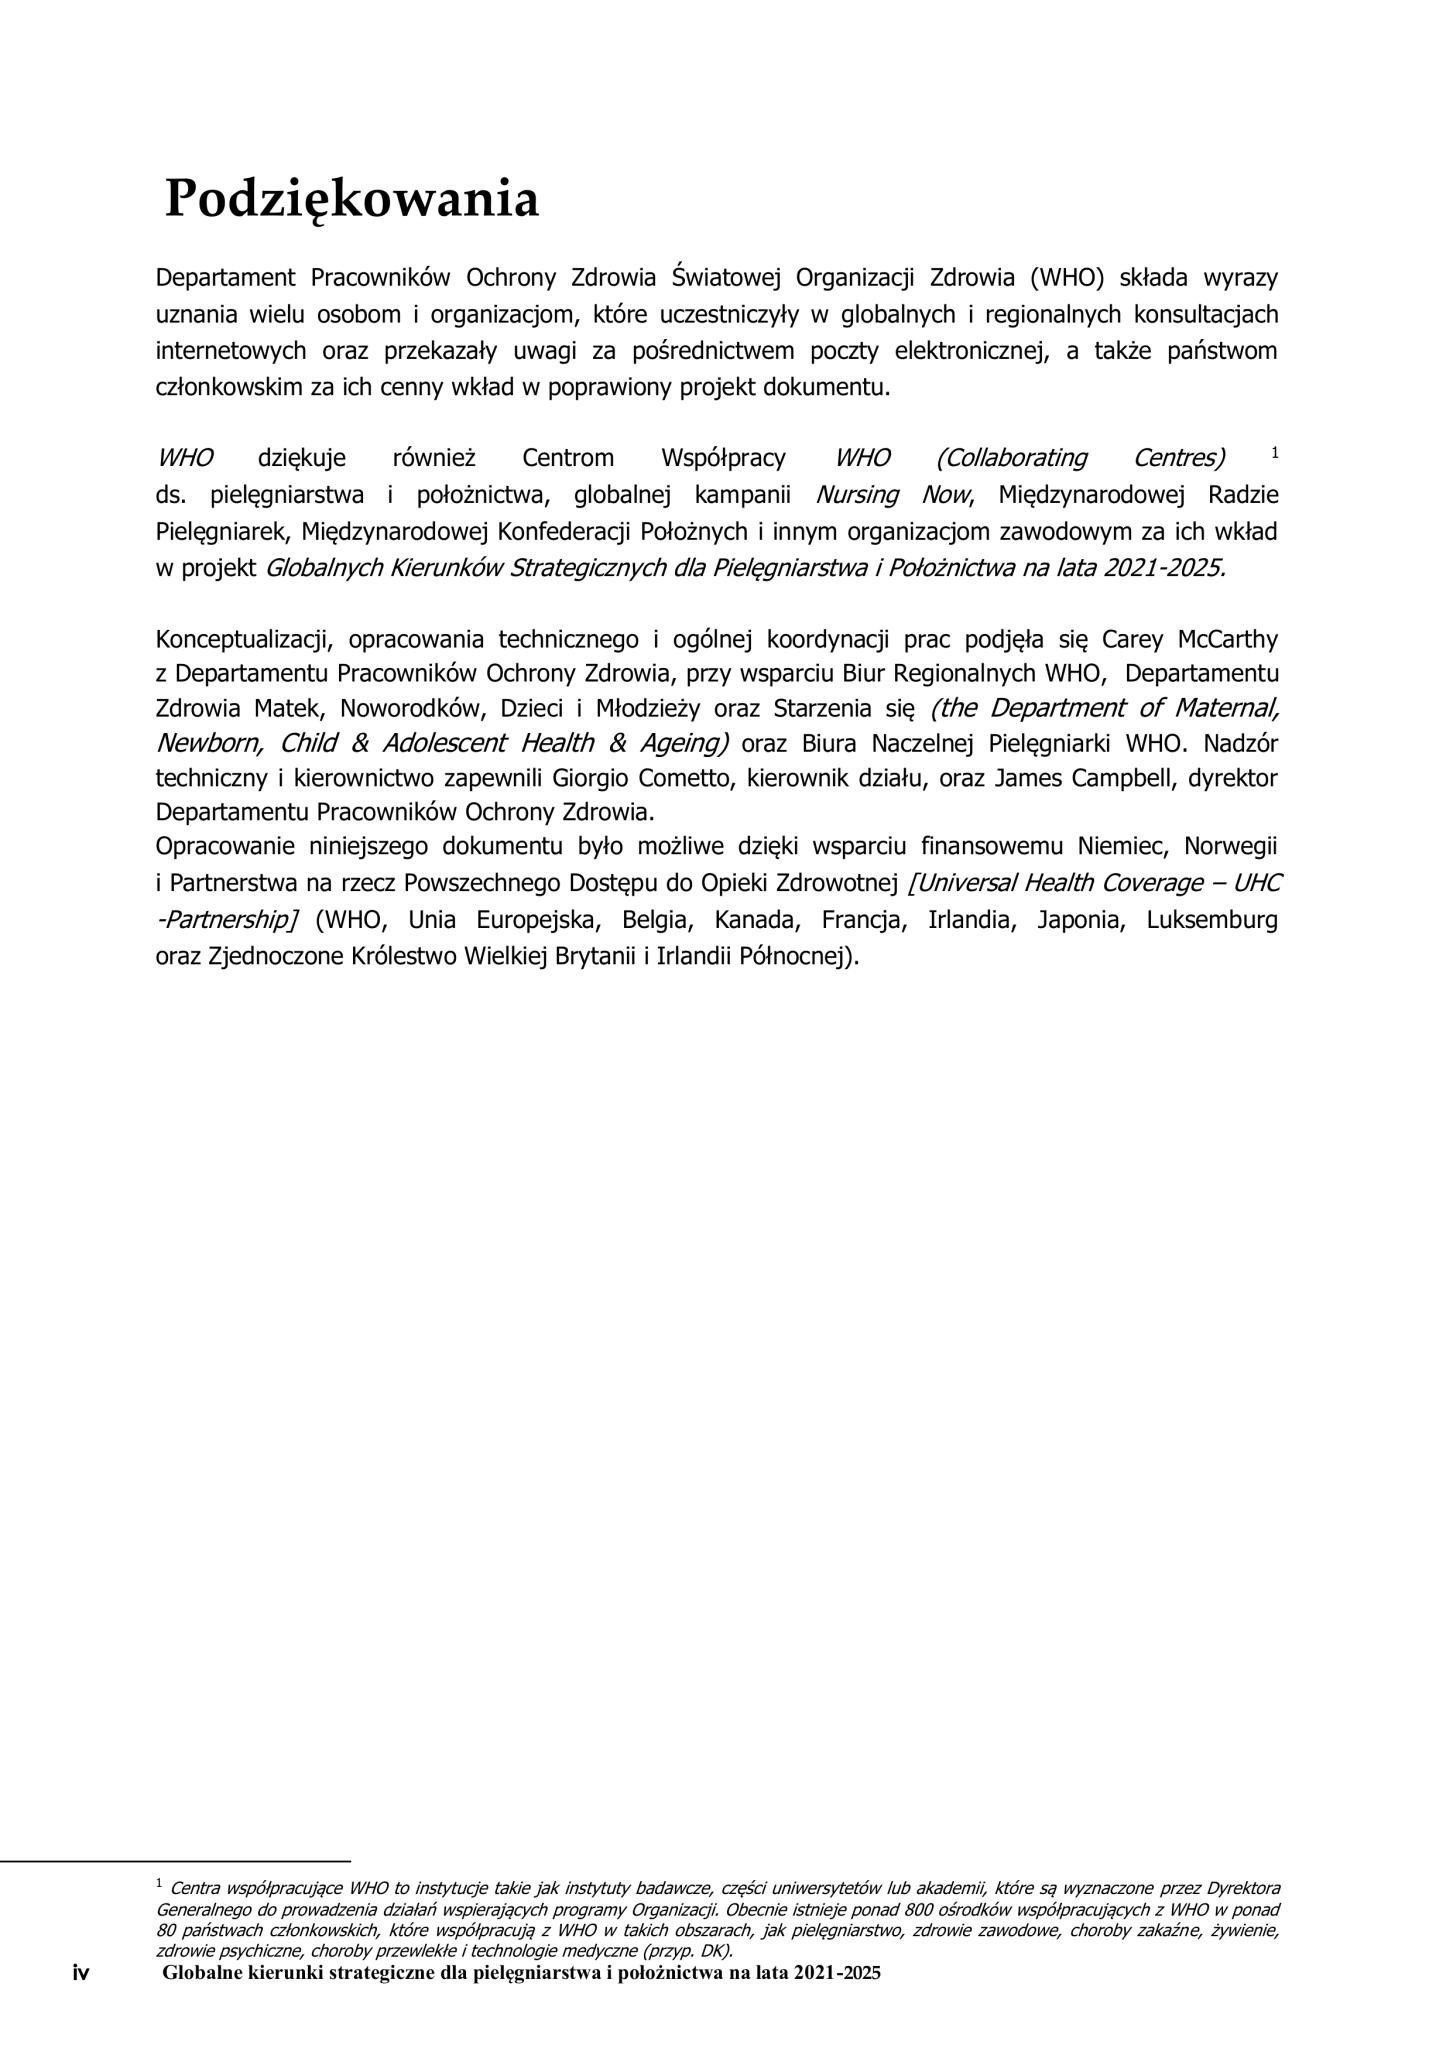 Podziękowania
Departament Pracowników Ochrony Zdrowia Światowej Organizacji Zdrowia (WHO) składa wyrazy
uznania wielu osobom i organizacjom, które uczestniczyły w globalnych i regionalnych konsultacjach
internetowych oraz przekazały uwagi za pośrednictwem poczty elektronicznej, a także państwom
członkowskim za ich cenny wkład w poprawiony projekt dokumentu.
WHO dziękuje również Centrom Współpracy WHO (Collaborating Centres) 1
ds. pielęgniarstwa i położnictwa, globalnej kampanii Nursing Now, Międzynarodowej Radzie
Pielęgniarek, Międzynarodowej Konfederacji Położnych i innym organizacjom zawodowym za ich wkład
w projekt Globalnych Kierunków Strategicznych dla Pielęgniarstwa i Położnictwa na lata 2021-2025.
Konceptualizacji, opracowania technicznego i ogólnej koordynacji prac podjęła się Carey McCarthy
z Departamentu Pracowników Ochrony Zdrowia, przy wsparciu Biur Regionalnych WHO, Departamentu
Zdrowia Matek, Noworodków, Dzieci i Młodzieży oraz Starzenia się (the Department of Maternal,
Newborn, Child & Adolescent Health & Ageing) oraz Biura Naczelnej Pielęgniarki WHO. Nadzór
techniczny i kierownictwo zapewnili Giorgio Cometto, kierownik działu, oraz James Campbell, dyrektor
Departamentu Pracowników Ochrony Zdrowia.
Opracowanie niniejszego dokumentu było możliwe dzięki wsparciu finansowemu Niemiec, Norwegii
i Partnerstwa na rzecz Powszechnego Dostępu do Opieki Zdrowotnej [Universal Health Coverage – UHC
-Partnership] (WHO, Unia Europejska, Belgia, Kanada, Francja, Irlandia, Japonia, Luksemburg
oraz Zjednoczone Królestwo Wielkiej Brytanii i Irlandii Północnej).
1 Centra współpracujące WHO to instytucje takie jak instytuty badawcze, części uniwersytetów lub akademii, które są wyznaczone przez Dyrektora
Generalnego do prowadzenia działań wspierających programy Organizacji. Obecnie istnieje ponad 800 ośrodków współpracujących z WHO w ponad
80 państwach członkowskich, które współpracują z WHO w takich obszarach, jak pielęgniarstwo, zdrowie zawodowe, choroby zakaźne, żywienie,
zdrowie psychiczne, choroby przewlekłe i technologie medyczne (przyp. DK).
iv Globalne kierunki strategiczne dla pielęgniarstwa i położnictwa na lata 2021-2025